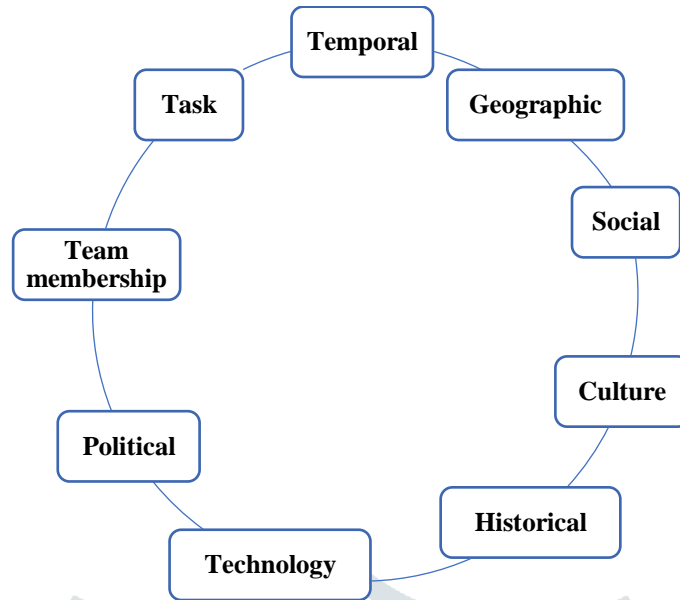 Temporal
Geographic
Social
Culture
Historical
Technology
Political
Team
membership
Task